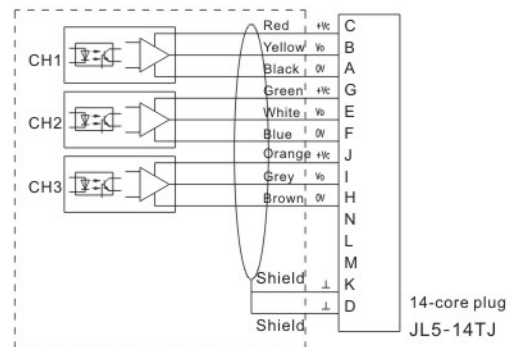 Red +Vc C
CH1 Yellow Vo B
Black 0V A
Green +Vc G
CH2 White Vo E
Blue 0V F
Orange +Vc J
CH3 Grey Vo I
Brown 0V H
N
L
M
Shield ⊥ K
⊥ D 14-core plug
Shield JL5-14TJ